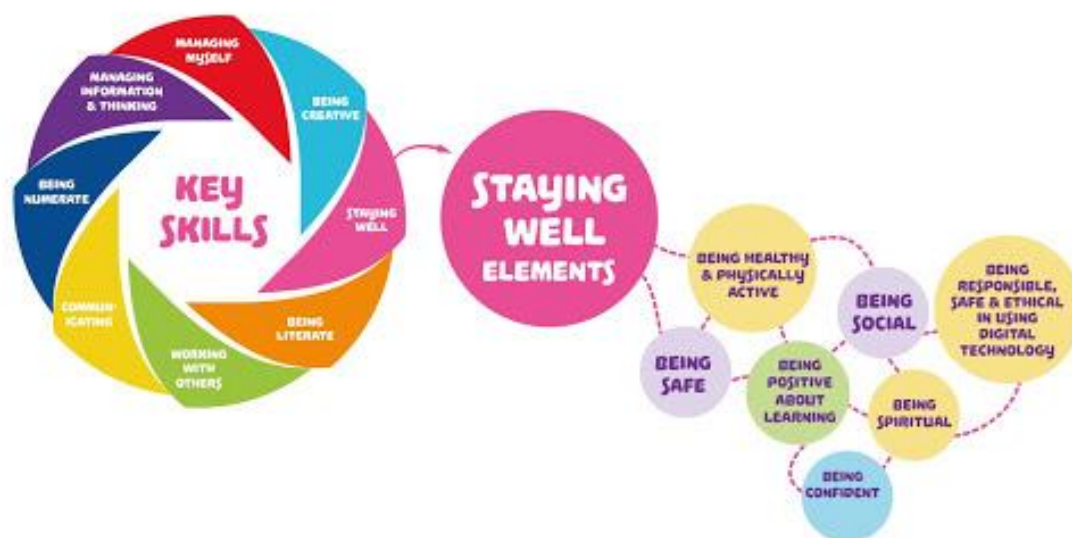 MANAGING
MYSELF
BEING
CREATIVE
STAYING
WELL
BEING
LITERATE
WORKING
WITH
OTHERS
COMMUN-
ICATING
BEING
NUMERATE
MANAGING
INFORMATION
& THINKING
KEY
SKILLS
STAYING
WELL
ELEMENTS
BEING HEALTHY
& PHYSICALLY
ACTIVE
BEING
SOCIAL
BEING
RESPONSIBLE,
SAFE & ETHICAL
IN USING
DIGITAL
TECHNOLOGY
BEING
SAFE
BEING
POSITIVE
ABOUT
LEARNING
BEING
SPIRITUAL
BEING
CONFIDENT